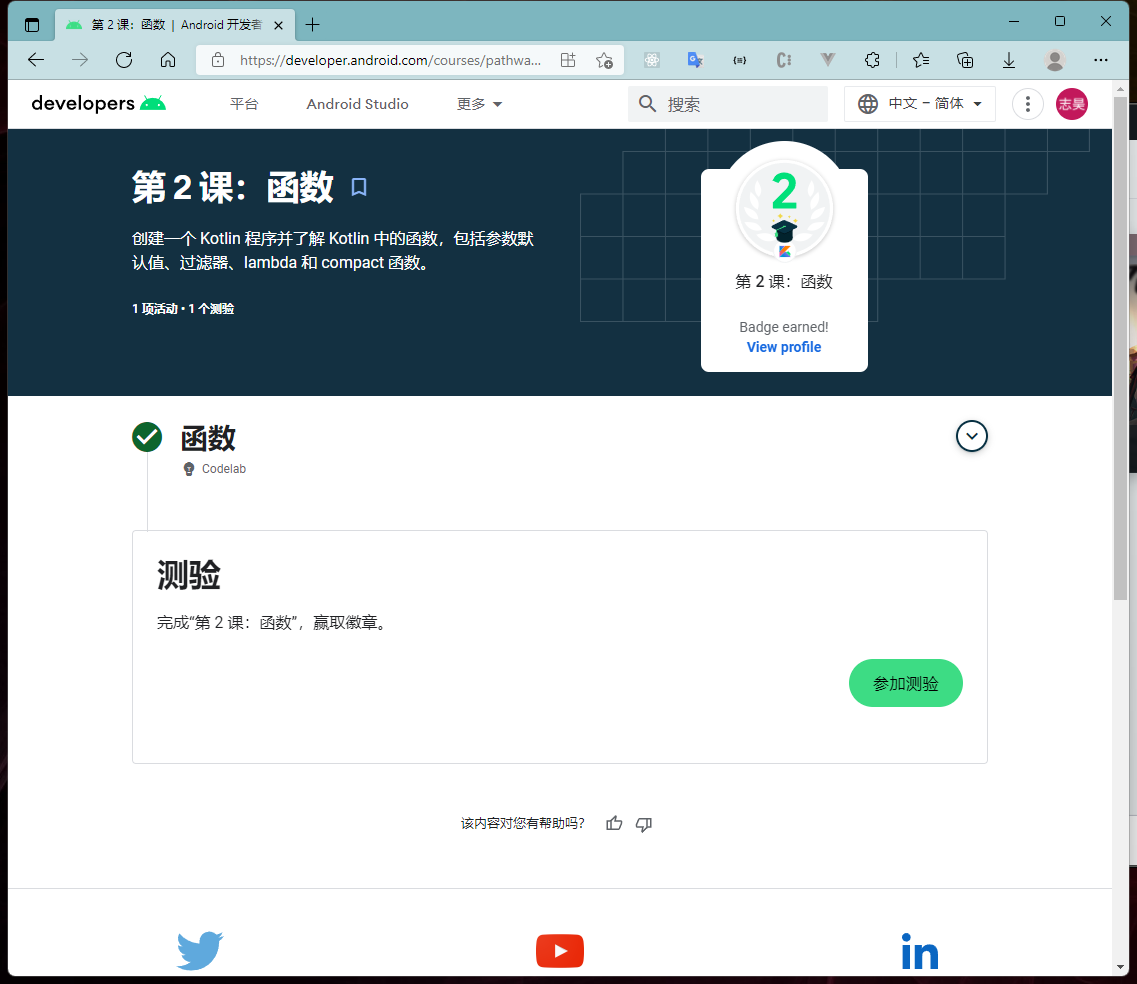 第 2 课：函数 | Android 开发者
https://developer.android.com/courses/pathwa...
developers
平台
Android Studio
更多
搜索
中文 – 简体
志昊
第 2 课：函数
创建一个 Kotlin 程序并了解 Kotlin 中的函数，包括参数默
认值、过滤器、lambda 和 compact 函数。
1 项活动 • 1 个测验
2
第 2 课：函数
Badge earned!
View profile
函数
Codelab
测验
完成“第 2 课：函数”，赢取徽章。
参加测验
该内容对您有帮助吗？
in